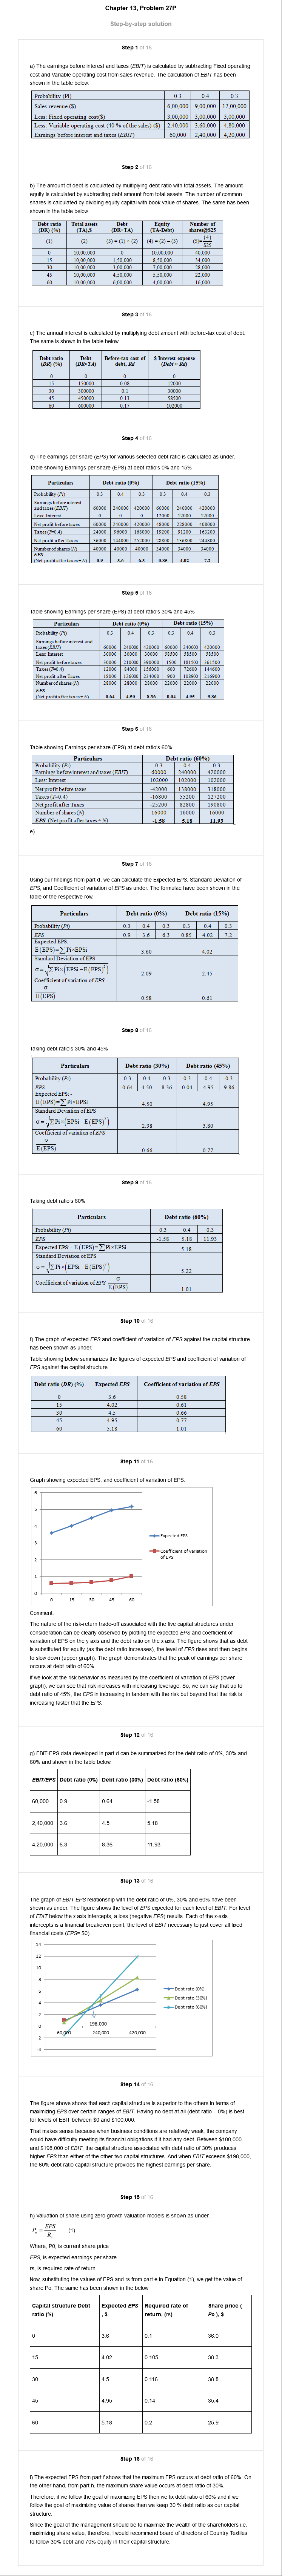 Chapter 13, Problem 27P
Step-by-step solution
Step 1 of 16
a) The earnings before interest and taxes (EBIT) is calculated by subtracting Fixed operating
cost and Variable operating cost from sales revenue. The calculation of EBIT has been
shown in the table below:
Probability (Pi) 0.3 0.4 0.3
Sales revenue ($) 6,00,000 9,00,000 12,00,000
Less: Fixed operating cost($) 3,00,000 3,00,000 3,00,000
Less: Variable operating cost (40 % of the sales) ($) 2,40,000 3,60,000 4,80,000
Earnings before interest and taxes (EBIT) 60,000 2,40,000 4,20,000
Step 2 of 16
b) The amount of debt is calculated by multiplying debt ratio with total assets. The amount
equity is calculated by subtracting debt amount from total assets. The number of common
shares is calculated by dividing equity capital with book value of shares. The same has been
shown in the table below.
Debt ratio Total assets Debt Equity Number of
(DR) (%) (TA),$ (DR×TA) (TA-Debt) shares@$25
(1) (2) (3) = (1) × (2) (4) = (2) – (3) (5)= (4)
$25
0 10,00,000 0 10,00,000 40,000
15 10,00,000 1,50,000 8,50,000 34,000
30 10,00,000 3,00,000 7,00,000 28,000
45 10,00,000 4,50,000 5,50,000 22,000
60 10,00,000 6,00,000 4,00,000 16,000
Step 3 of 16
c) The annual interest is calculated by multiplying debt amount with before-tax cost of debt.
The same is shown in the table below.
Debt ratio Debt Before-tax cost of $ Interest expense
(DR) (%) (DR×TA) debt, Rd (Debt × Rd)
0 0 0 0
15 150000 0.08 12000
30 300000 0.1 30000
45 450000 0.13 58500
60 600000 0.17 102000
Step 4 of 16
d) The earnings per share (EPS) for various selected debt ratio is calculated as under.
Table showing Earnings per share (EPS) at debt ratio's 0% and 15%
Particulars Debt ratio (0%) Debt ratio (15%)
Probability (Pi) 0.3 0.4 0.3 0.3 0.4 0.3
Earnings before interest
and taxes (EBIT) 60000 240000 420000 60000 240000 420000
Less: Interest 0 0 0 12000 12000 12000
Net profit before taxes 60000 240000 420000 48000 228000 408000
Taxes (T=0.4) 24000 96000 168000 19200 91200 163200
Net profit after Taxes 36000 144000 252000 28800 136800 244800
Number of shares (N) 40000 40000 40000 34000 34000 34000
EPS
(Net profit after taxes ÷ N) 0.9 3.6 6.3 0.85 4.02 7.2
Step 5 of 16
Table showing Earnings per share (EPS) at debt ratio's 30% and 45%
Particulars Debt ratio (0%) Debt ratio (15%)
Probability (Pi) 0.3 0.4 0.3 0.3 0.4 0.3
Earnings before interest and
taxes (EBIT) 60000 240000 420000 60000 240000 420000
Less: Interest 30000 30000 30000 58500 58500 58500
Net profit before taxes 30000 210000 390000 1500 181500 361500
Taxes (T=0.4) 12000 84000 156000 600 72600 144600
Net profit after Taxes 18000 126000 234000 900 108900 216900
Number of shares (N) 28000 28000 28000 22000 22000 22000
EPS
(Net profit after taxes ÷ N) 0.64 4.50 8.36 0.04 4.95 9.86
Step 6 of 16
Table showing Earnings per share (EPS) at debt ratio's 60%
Particulars Debt ratio (60%)
Probability (Pi) 0.3 0.4 0.3
Earnings before interest and taxes (EBIT) 60000 240000 420000
Less: Interest 102000 102000 102000
Net profit before taxes -42000 138000 318000
Taxes (T=0.4) -16800 55200 127200
Net profit after Taxes -25200 82800 190800
Number of shares (N) 16000 16000 16000
EPS (Net profit after taxes ÷ N) -1.58 5.18 11.93
e)
Step 7 of 16
Using our findings from part d, we can calculate the Expected EPS, Standard Deviation of
EPS, and Coefficient of variation of EPS as under. The formulae have been shown in the
table of the respective row.
Particulars Debt ratio (0%) Debt ratio (15%)
Probability (Pi) 0.3 0.4 0.3 0.3 0.4 0.3
EPS 0.9 3.6 6.3 0.85 4.02 7.2
Expected EPS: -
E(EPS)=∑Pi×EPSi 3.60 4.02
Standard Deviation of EPS
σ=√∑Pi×(EPSi−E(EPS)²) 2.09 2.45
Coefficient of variation of EPS
σ
E(EPS) 0.58 0.61
Step 8 of 16
Taking debt ratio's 30% and 45%
Particulars Debt ratio (30%) Debt ratio (45%)
Probability (Pi) 0.3 0.4 0.3 0.3 0.4 0.3
EPS 0.64 4.50 8.36 0.04 4.95 9.86
Expected EPS: -
E(EPS)=∑Pi×EPSi 4.50 4.95
Standard Deviation of EPS
σ=√∑Pi×(EPSi−E(EPS)²) 2.98 3.80
Coefficient of variation of EPS
σ
E(EPS) 0.66 0.77
Step 9 of 16
Taking debt ratio's 60%
Particulars Debt ratio (60%)
Probability (Pi) 0.3 0.4 0.3
EPS -1.58 5.18 11.93
Expected EPS: - E(EPS)=∑Pi×EPSi 5.18
Standard Deviation of EPS
σ=√∑Pi×(EPSi−E(EPS)²) 5.22
Coefficient of variation of EPS σ
E(EPS) 1.01
Step 10 of 16
f) The graph of expected EPS and coefficient of variation of EPS against the capital structure
has been shown as under:
Table showing below summarizes the figures of expected EPS and coefficient of variation of
EPS against the capital structure.
Debt ratio (DR) (%) Expected EPS Coefficient of variation of EPS
0 3.6 0.58
15 4.02 0.61
30 4.5 0.66
45 4.95 0.77
60 5.18 1.01
Step 11 of 16
Graph showing expected EPS, and coefficient of variation of EPS:
6
5
4
3
2
1
0
0 15 30 45 60
Expected EPS
Coefficient of variation
of EPS
Comment:
The nature of the risk-return trade-off associated with the five capital structures under
consideration can be clearly observed by plotting the expected EPS and coefficient of
variation of EPS on the y axis and the debt ratio on the x axis. The figure shows that as debt
is substituted for equity (as the debt ratio increases), the level of EPS rises and then begins
to slow down (upper graph). The graph demonstrates that the peak of earnings per share
occurs at debt ratio of 60%.
If we look at the risk behavior as measured by the coefficient of variation of EPS (lower
graph), we can see that risk increases with increasing leverage. So, we can say that up to
debt ratio of 45%, the EPS in increasing in tandem with the risk but beyond that the risk is
increasing faster that the EPS.
Step 12 of 16
g) EBIT-EPS data developed in part d can be summarized for the debt ratio of 0%, 30% and
60% and shown in the table below.
EBIT/EPS Debt ratio (0%) Debt ratio (30%) Debt ratio (60%)
60,000 0.9 0.64 -1.58
2,40,000 3.6 4.5 5.18
4,20,000 6.3 8.36 11.93
Step 13 of 16
The graph of EBIT-EPS relationship with the debt ratio of 0%, 30% and 60% have been
shown as under. The figure shows the level of EPS expected for each level of EBIT. For level
of EBIT below the x axis intercepts, a loss (negative EPS) results. Each of the x-axis
intercepts is a financial breakeven point, the level of EBIT necessary to just cover all fixed
financial costs (EPS= $0).
14
12
10
8
6
4
2
0
-2
-4
198,000
60,000 240,000 420,000
Debt ratio (0%)
Debt ratio (30%)
Debt ratio (60%)
Step 14 of 16
The figure above shows that each capital structure is superior to the others in terms of
maximizing EPS over certain ranges of EBIT. Having no debt at all (debt ratio = 0%) is best
for levels of EBIT between $0 and $100,000.
That makes sense because when business conditions are relatively weak, the company
would have difficulty meeting its financial obligations if it had any debt. Between $100,000
and $198,000 of EBIT, the capital structure associated with debt ratio of 30% produces
higher EPS than either of the other two capital structures. And when EBIT exceeds $198,000,
the 60% debt ratio capital structure provides the highest earnings per share.
Step 15 of 16
h) Valuation of share using zero growth valuation models is shown as under:
P₀ = EPS
Rₛ ..... (1)
Where, P0, is current share price
EPS, is expected earnings per share
rs, is required rate of return
Now, substituting the values of EPS and rs from part e in Equation (1), we get the value of
share Po. The same has been shown in the below
Capital structure Debt Expected EPS Required rate of Share price (
ratio (%) , $ return, (rs) Po ), $
0 3.6 0.1 36.0
15 4.02 0.105 38.3
30 4.5 0.116 38.8
45 4.95 0.14 35.4
60 5.18 0.2 25.9
Step 16 of 16
i) The expected EPS from part f shows that the maximum EPS occurs at debt ratio of 60%. On
the other hand, from part h, the maximum share value occurs at debt ratio of 30%.
Therefore, if we follow the goal of maximizing EPS then we fix debt ratio of 60% and if we
follow the goal of maximizing value of shares then we keep 30 % debt ratio as our capital
structure.
Since the goal of the management should be to maximize the wealth of the shareholders i.e.
maximizing share value, therefore, I would recommend board of directors of Country Textiles
to follow 30% debt and 70% equity in their capital structure.